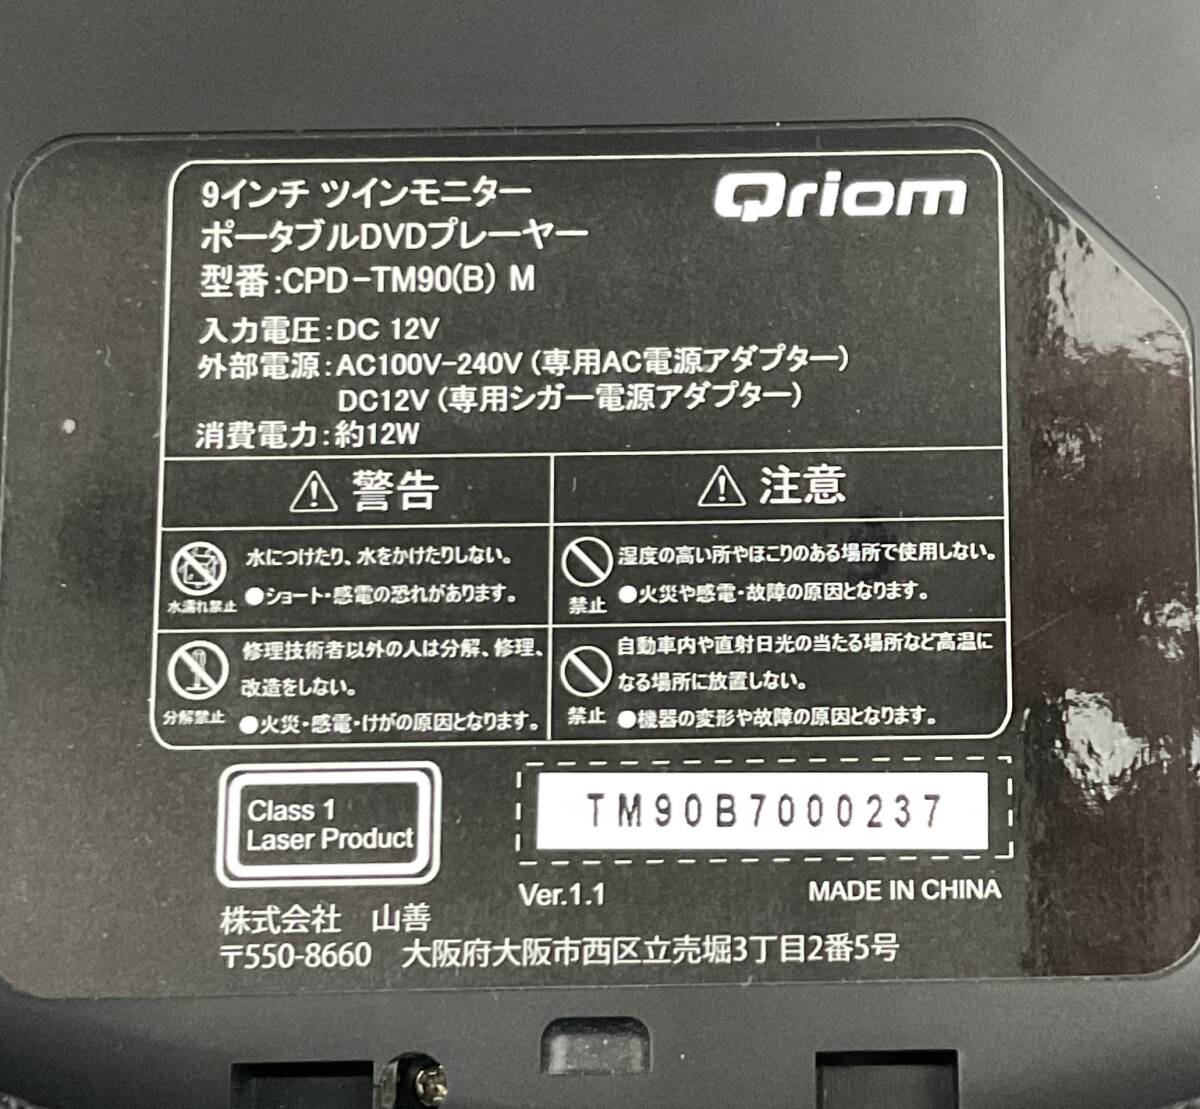 9インチ ツインモニター
ポータブルDVDプレーヤー
Qriom
型番:CPD-TM90(B) M
入力電圧:DC 12V
外部電源:AC100V-240V (専用AC電源アダプター)
DC12V (専用シガー電源アダプター)
消費電力:約12W
警告
水につけたり、水をかけたりしない。
●ショート・感電の恐れがあります。
水濡れ禁止
修理技術者以外の人は分解、修理、
改造をしない。
●火災・感電・けがの原因となります。
分解禁止
注意
湿度の高い所やほこりのある場所で使用しない。
●火災や感電・故障の原因となります。
禁止
自動車内や直射日光の当たる場所など高温に
なる場所に放置しない。
●機器の変形や故障の原因となります。
禁止
Class 1
Laser Product
TM90B7000237
Ver.1.1
MADE IN CHINA
株式会社 山善
〒550-8660 大阪府大阪市西区立売堀3丁目2番5号